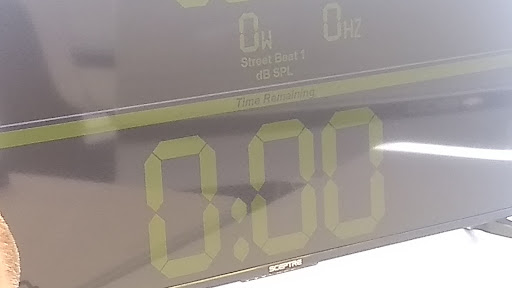 0W 0HZ
Street Beat 1
dB SPL
Time Remaining
0:00
SCEPTRE